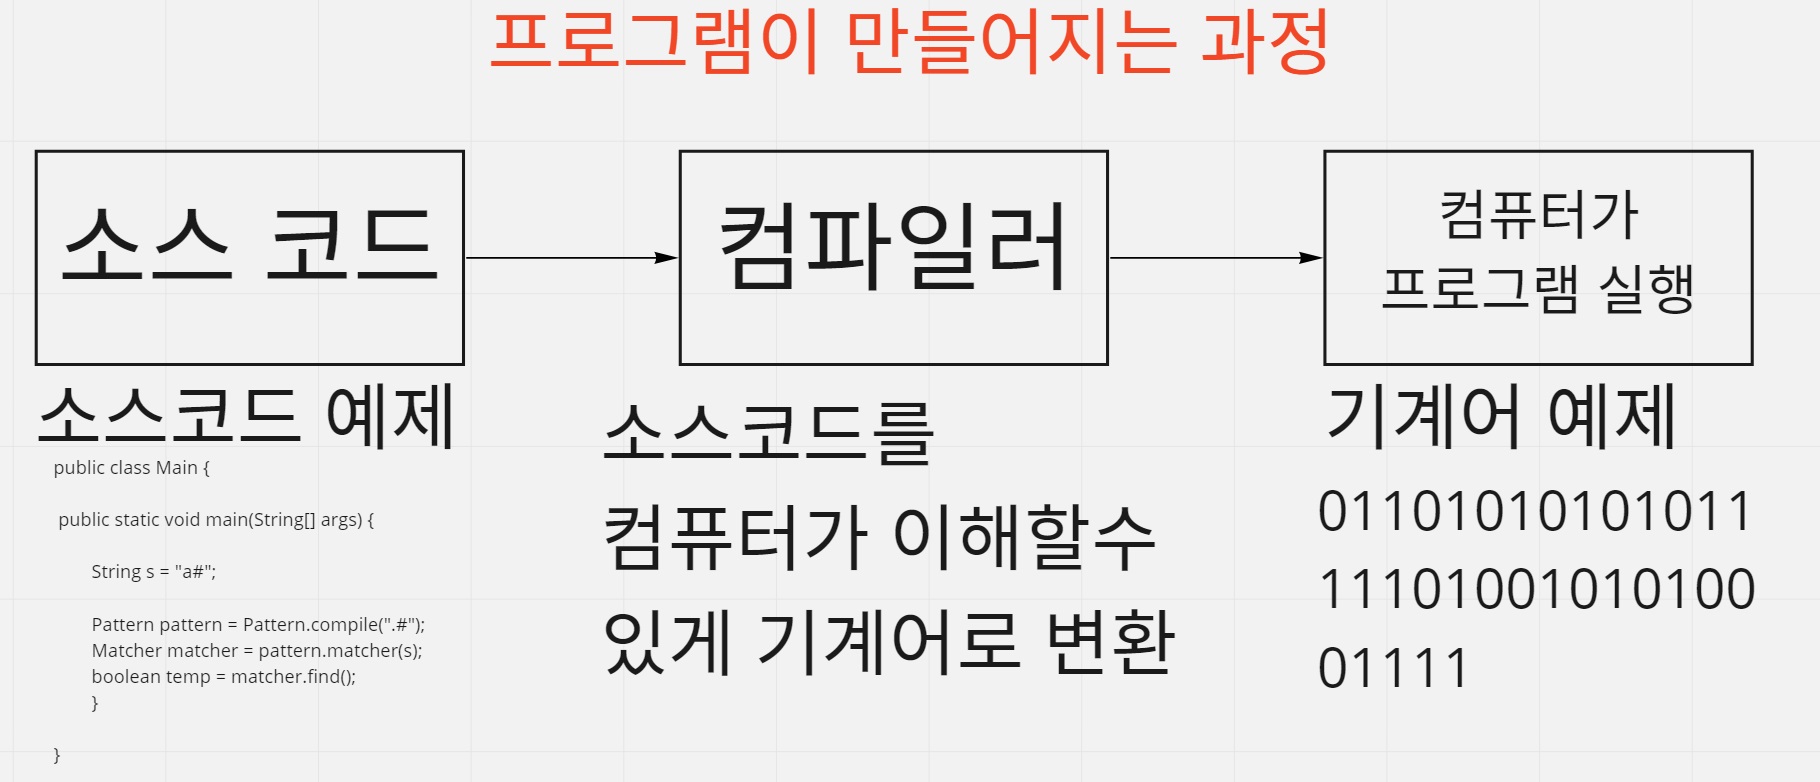 프로그램이 만들어지는 과정
소스 코드
컴파일러
컴퓨터가
프로그램 실행
소스코드 예제
public class Main {
public static void main(String[] args) {
String s = "a#";
Pattern pattern = Pattern.compile(".#");
Matcher matcher = pattern.matcher(s);
boolean temp = matcher.find();
}
}
소스코드를
컴퓨터가 이해할수
있게 기계어로 변환
기계어 예제
01101010101011
11101001010100
01111